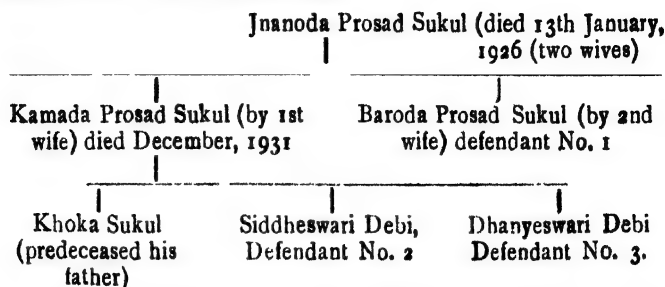 Jnanoda Prosad Sukul (died 13th January,
1926 (two wives)
Kamada Prosad Sukul (by 1st
wife) died December, 1931
Baroda Prosad Sukul (by 2nd
wife) defendant No. 1
Khoka Sukul
(predeceased his
father)
Siddheswari Debi,
Defendant No. 2
Dhanyeswari Debi
Defendant No. 3.